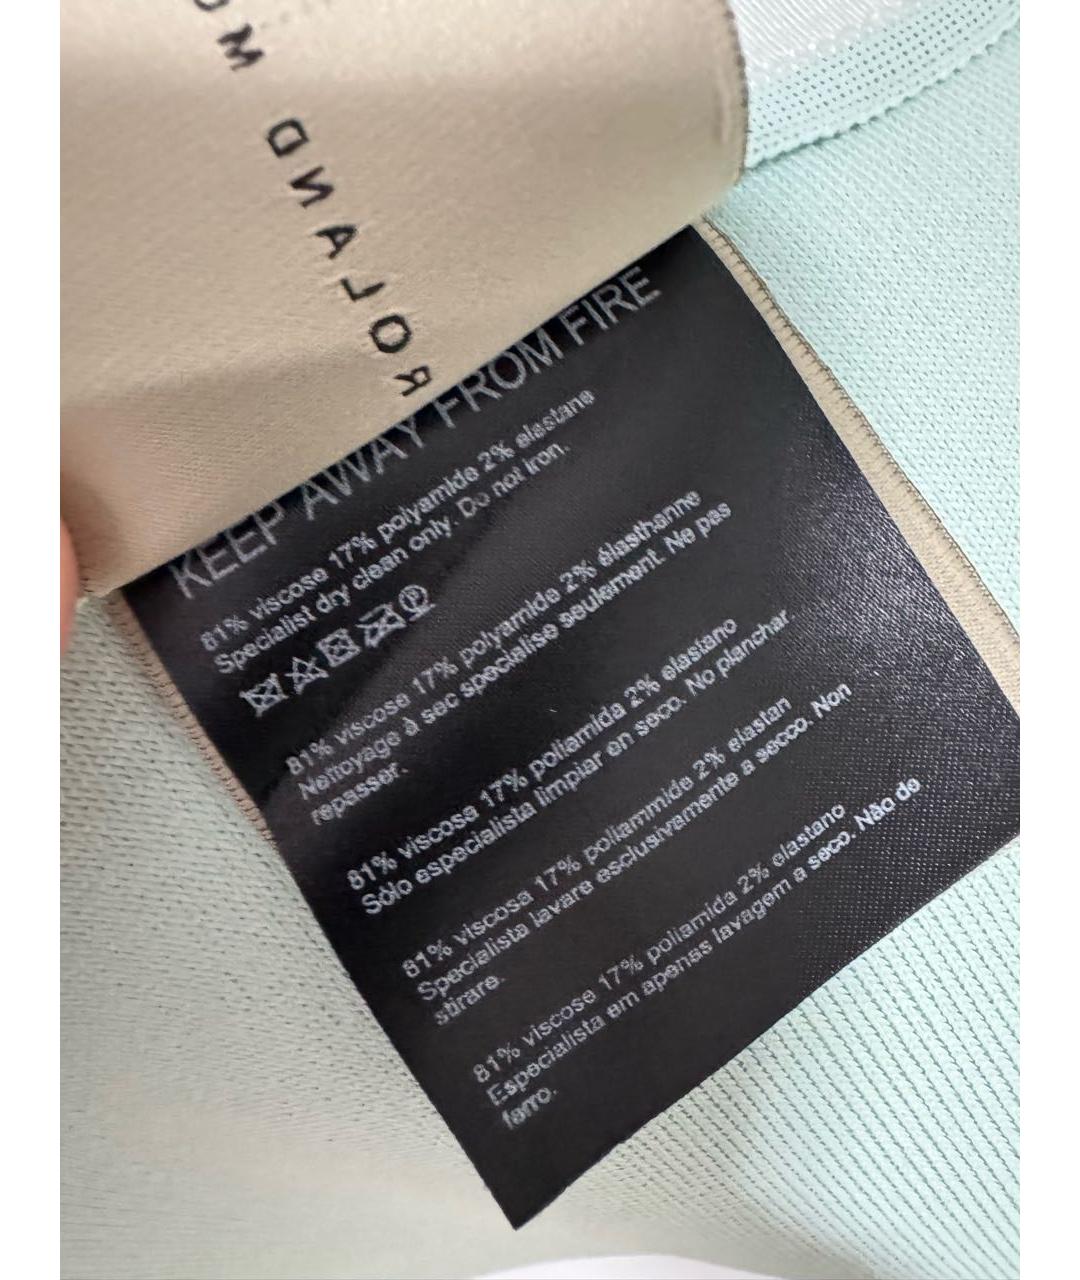 ROLAND MO
KEEP AWAY FROM FIRE
81% viscose 17% polyamide 2% elastane
Specialist dry clean only. Do not iron.
81% viscose 17% polyamide 2% élasthanne
Nettoyage à sec specialise seulement. Ne pas
repasser.
81% viscosa 17% poliamida 2% elastano
Sólo especialista limpiar en seco. No planchar.
81% viscosa 17% poliammide 2% elastan
Specialista lavare esclusivamente a secco. Non
stirare.
81% viscose 17% poliamida 2% elastano
Especialista em apenas lavagem a seco. Não de
ferro.